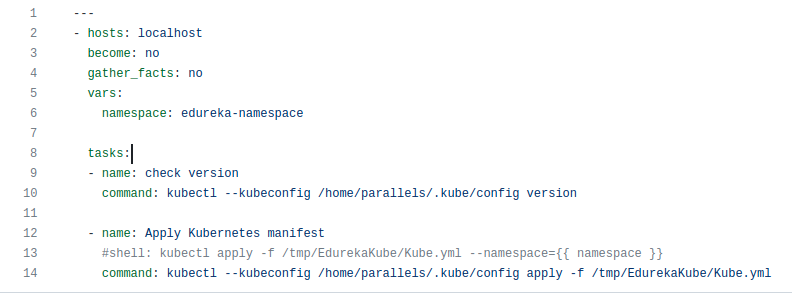 1 ---
2 - hosts: localhost
3 become: no
4 gather_facts: no
5 vars:
6 namespace: edureka-namespace
7
8 tasks:
9 - name: check version
10 command: kubectl --kubeconfig /home/parallels/.kube/config version
11
12 - name: Apply Kubernetes manifest
13 #shell: kubectl apply -f /tmp/EdurekaKube/Kube.yml --namespace={{ namespace }}
14 command: kubectl --kubeconfig /home/parallels/.kube/config apply -f /tmp/EdurekaKube/Kube.yml